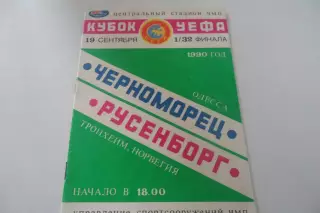 ЦЕНТРАЛЬНЫЙ СТАДИОН ЧМП
КУБОК УЕФА
19 СЕНТЯБРЯ 1/32 ФИНАЛА
1990 ГОД
ЧЕРНОМОРЕЦ
ОДЕССА
РУСЕНБОРГ
ТРОНХЕЙМ, НОРВЕГИЯ
НАЧАЛО В 18.00
УПРАВЛЕНИЕ СПОРТСООРУЖЕНИЙ ЧМП